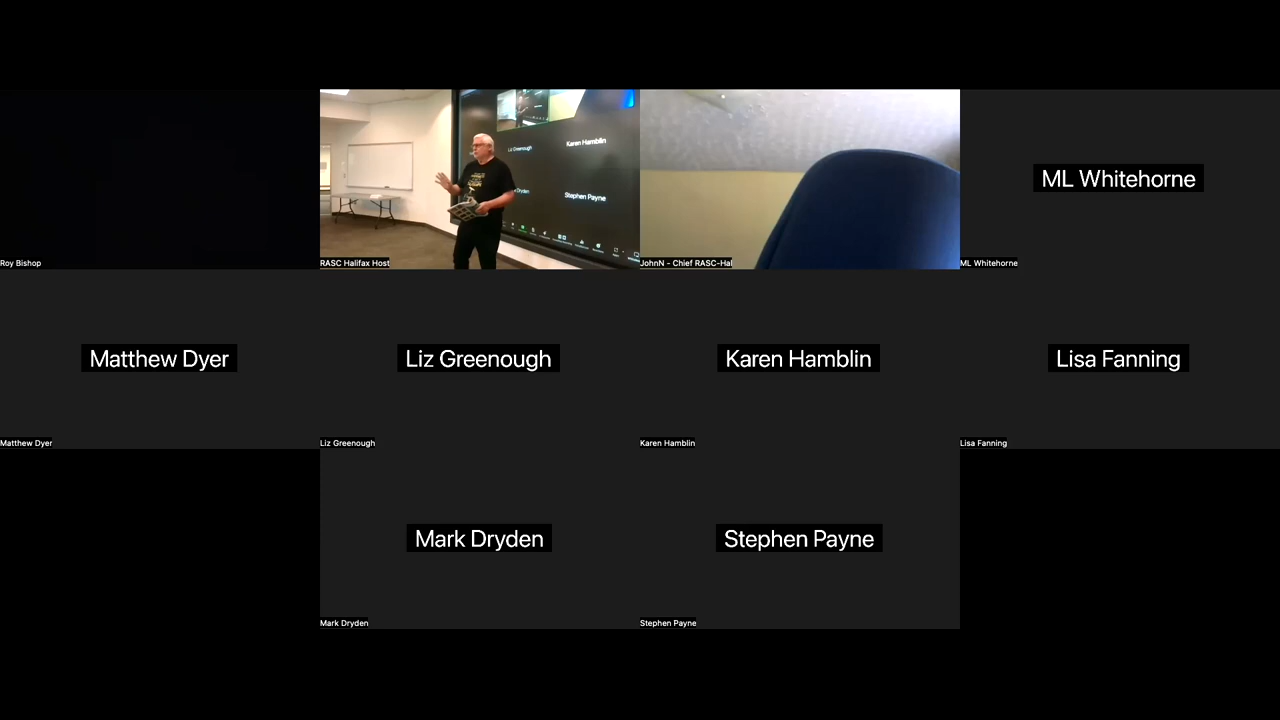 Liz Greenough
Karen Hamblin
Stephen Payne
ML Whitehorne
Roy Bishop
RASC Halifax Host
JohnN - Chief RASC-Hal
ML Whitehorne
Matthew Dyer
Liz Greenough
Karen Hamblin
Lisa Fanning
Matthew Dyer
Liz Greenough
Karen Hamblin
Lisa Fanning
Mark Dryden
Stephen Payne
Mark Dryden
Stephen Payne